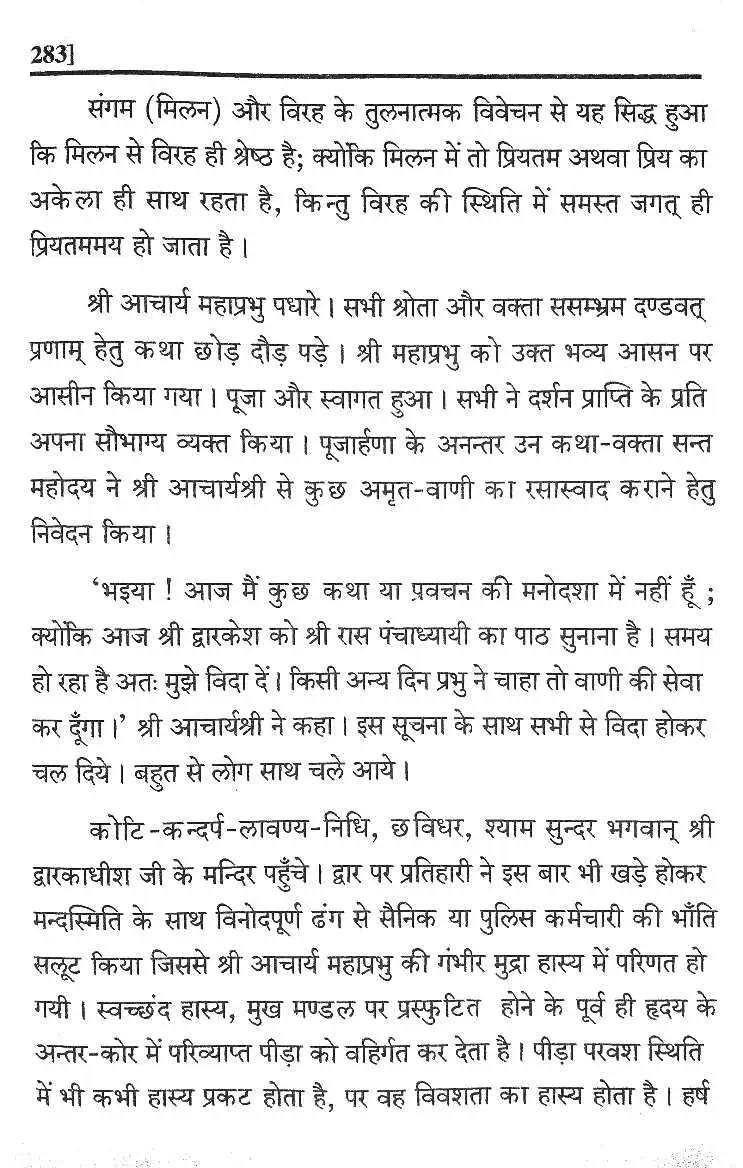 283]
संगम (मिलन) और विरह के तुलनात्मक विवेचन से यह सिद्ध हुआ
कि मिलन से विरह ही श्रेष्ठ है; क्योंकि मिलन में तो प्रियतम अथवा प्रिय का
अकेला ही साथ रहता है, किन्तु विरह की स्थिति में समस्त जगत् ही
प्रियतममय हो जाता है।
श्री आचार्य महाप्रभु पधारे। सभी श्रोता और वक्ता ससम्भ्रम दण्डवत्
प्रणाम् हेतु कथा छोड़ दौड़ पड़े। श्री महाप्रभु को उक्त भव्य आसन पर
आसीन किया गया। पूजा और स्वागत हुआ। सभी ने दर्शन प्राप्ति के प्रति
अपना सौभाग्य व्यक्त किया। पूजार्हणा के अनन्तर उन कथा-वक्ता सन्त
महोदय ने श्री आचार्यश्री से कुछ अमृत-वाणी का रसास्वाद कराने हेतु
निवेदन किया।
‘भइया ! आज मैं कुछ कथा या प्रवचन की मनोदशा में नहीं हूँ ;
क्योंकि आज श्री द्वारकेश को श्री रास पंचाध्यायी का पाठ सुनाना है। समय
हो रहा है अतः मुझे विदा दें। किसी अन्य दिन प्रभु ने चाहा तो वाणी की सेवा
कर दूँगा।’ श्री आचार्यश्री ने कहा। इस सूचना के साथ सभी से विदा होकर
चल दिये। बहुत से लोग साथ चले आये।
कोटि-कन्दर्प-लावण्य-निधि, छविधर, श्याम सुन्दर भगवान् श्री
द्वारकाधीश जी के मन्दिर पहुँचे। द्वार पर प्रतिहारी ने इस बार भी खड़े होकर
मन्दस्मिति के साथ विनोदपूर्ण ढंग से सैनिक या पुलिस कर्मचारी की भाँति
सलूट किया जिससे श्री आचार्य महाप्रभु की गंभीर मुद्रा हास्य में परिणत हो
गयी। स्वच्छंद हास्य, मुख मण्डल पर प्रस्फुटित होने के पूर्व ही हृदय के
अन्तर-कोर में परिव्याप्त पीड़ा को वहिर्गत कर देता है। पीड़ा परवश स्थिति
में भी कभी हास्य प्रकट होता है, पर वह विवशता का हास्य होता है। हर्ष